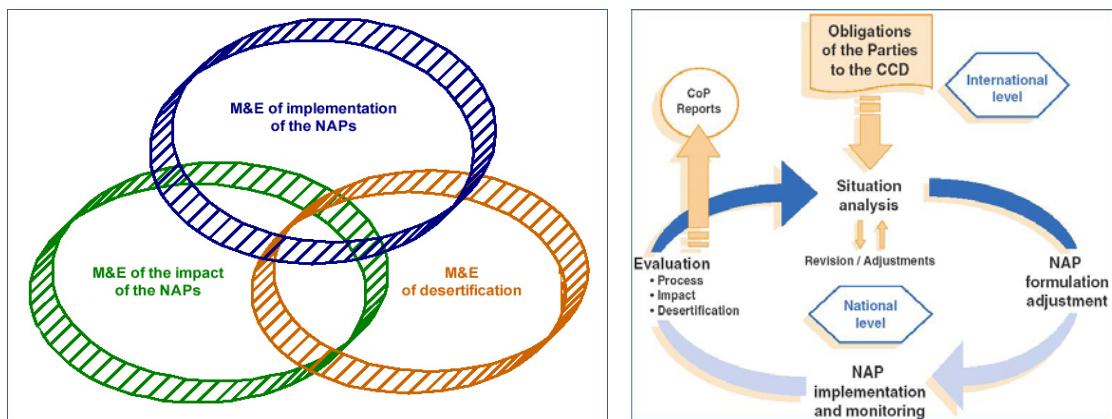 M&E of implementation
of the NAPs
M&E of the impact
of the NAPs
M&E
of desertification
Obligations
of the Parties
to the CCD
International
level
CoP
Reports
Situation
analysis
Revision / Adjustments
Evaluation
• Process
• Impact
• Desertification
NAP
formulation
adjustment
National
level
NAP
implementation
and monitoring